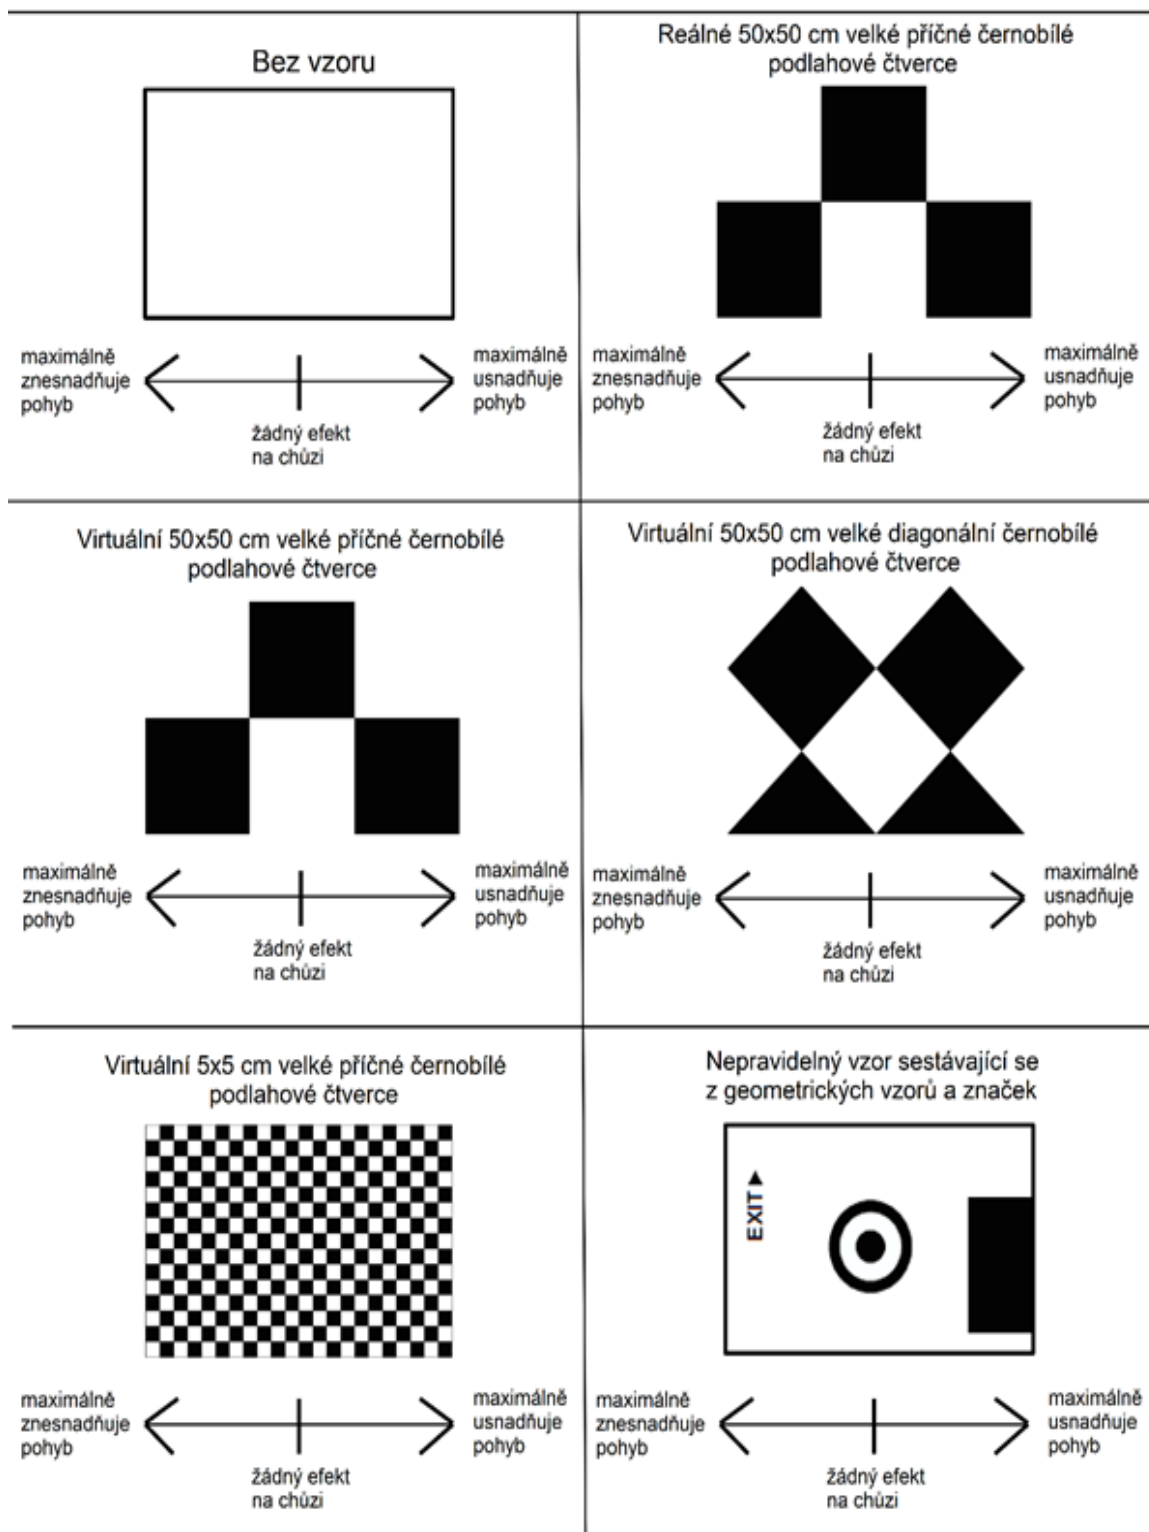 Bez vzoru
maximálně
znesnadňuje
pohyb
žádný efekt
na chůzi
maximálně
usnadňuje
pohyb
Reálné 50x50 cm velké příčné černobílé
podlahové čtverce
maximálně
znesnadňuje
pohyb
žádný efekt
na chůzi
maximálně
usnadňuje
pohyb
Virtuální 50x50 cm velké příčné černobílé
podlahové čtverce
maximálně
znesnadňuje
pohyb
žádný efekt
na chůzi
maximálně
usnadňuje
pohyb
Virtuální 50x50 cm velké diagonální černobílé
podlahové čtverce
maximálně
znesnadňuje
pohyb
žádný efekt
na chůzi
maximálně
usnadňuje
pohyb
Virtuální 5x5 cm velké příčné černobílé
podlahové čtverce
maximálně
znesnadňuje
pohyb
žádný efekt
na chůzi
maximálně
usnadňuje
pohyb
Nepravidelný vzor sestávající se
z geometrických vzorů a značek
EXIT
maximálně
znesnadňuje
pohyb
žádný efekt
na chůzi
maximálně
usnadňuje
pohyb